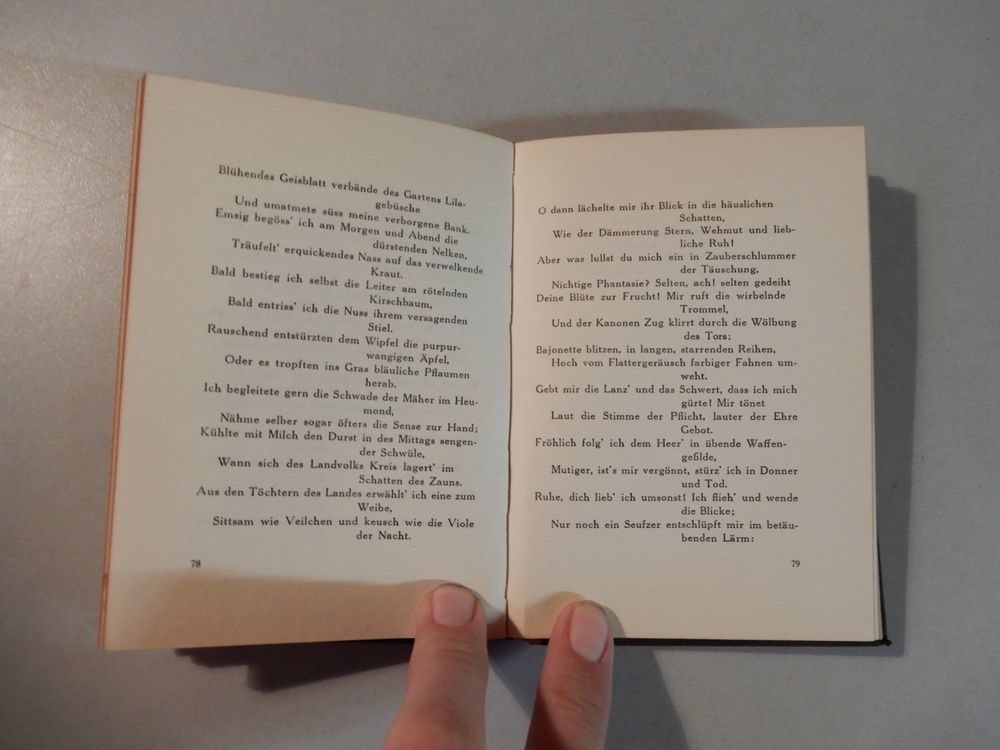 Blühendes Geisblatt verbände des Gartens Lila-
gebüsche
Und umatmete süss meine verborgene Bank.
Emsig begöss' ich am Morgen und Abend die
dürstenden Nelken,
Träufelt' erquickendes Nass auf das verwelkende
Kraut.
Bald bestieg ich selbst die Leiter am rötelnden
Kirschbaum,
Bald entriss' ich die Nuss ihrem versagenden
Stiel.
Rauschend entstürzten dem Wipfel die purpur-
wangigen Äpfel,
Oder es tropften ins Gras bläuliche Pflaumen
herab.
Ich begleitete gern die Schwade der Mäher im Heu-
mond,
Nähme selber sogar öfters die Sense zur Hand;
Kühlte mit Milch den Durst in des Mittags sengen-
der Schwüle,
Wann sich des Landvolks Kreis lagert' im
Schatten des Zauns.
Aus den Töchtern des Landes erwählt' ich eine zum
Weibe,
Sittsam wie Veilchen und keusch wie die Viole
der Nacht.
78
O dann lächelte mir ihr Blick in die häuslichen
Schatten,
Wie der Dämmerung Stern, Wehmut und lieb-
liche Ruh!
Aber was lullst du mich ein in Zauberschlummer
der Täuschung,
Nichtige Phantasie? Selten, ach! selten gedeiht
Deine Blüte zur Frucht! Mir ruft die wirbelnde
Trommel,
Und der Kanonen Zug klirrt durch die Wölbung
des Tors;
Bajonette blitzen, in langen, starrenden Reihen,
Hoch vom Flattergeräusch farbiger Fahnen um-
weht.
Gebt mir die Lanz' und das Schwert, dass ich mich
gürte! Mir tönet
Laut die Stimme der Pflicht, lauter der Ehre
Gebot.
Fröhlich folg' ich dem Heer' in übende Waffen-
gefilde,
Mutiger, ist's mir vergönnt, stürz' ich in Donner
und Tod.
Ruhe, dich lieb' ich umsonst! Ich flieh' und wende
die Blicke;
Nur noch ein Seufzer entschlüpft mir im betäu-
benden Lärm:
79